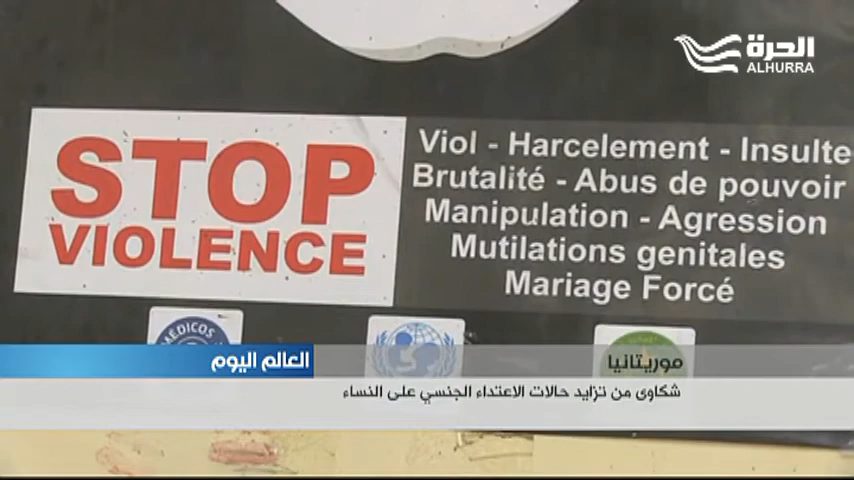 الحرة
ALHURRA
STOP
VIOLENCE
Viol - Harcelement - Insulte
Brutalité - Abus de pouvoir
Manipulation - Agression
Mutilations genitales
Mariage Forcé
MÉDICOS
العالم اليوم
موريتانيا
شكاوى من تزايد حالات الاعتداء الجنسي على النساء